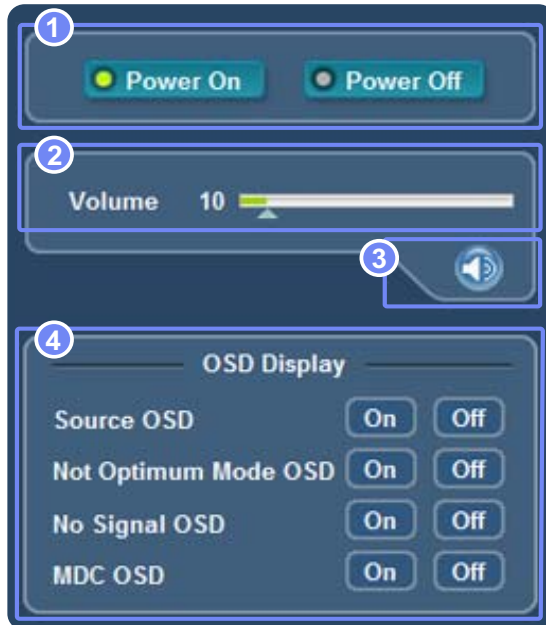 1
Power On Power Off
2
Volume 10
3
4
OSD Display
Source OSD On Off
Not Optimum Mode OSD On Off
No Signal OSD On Off
MDC OSD On Off